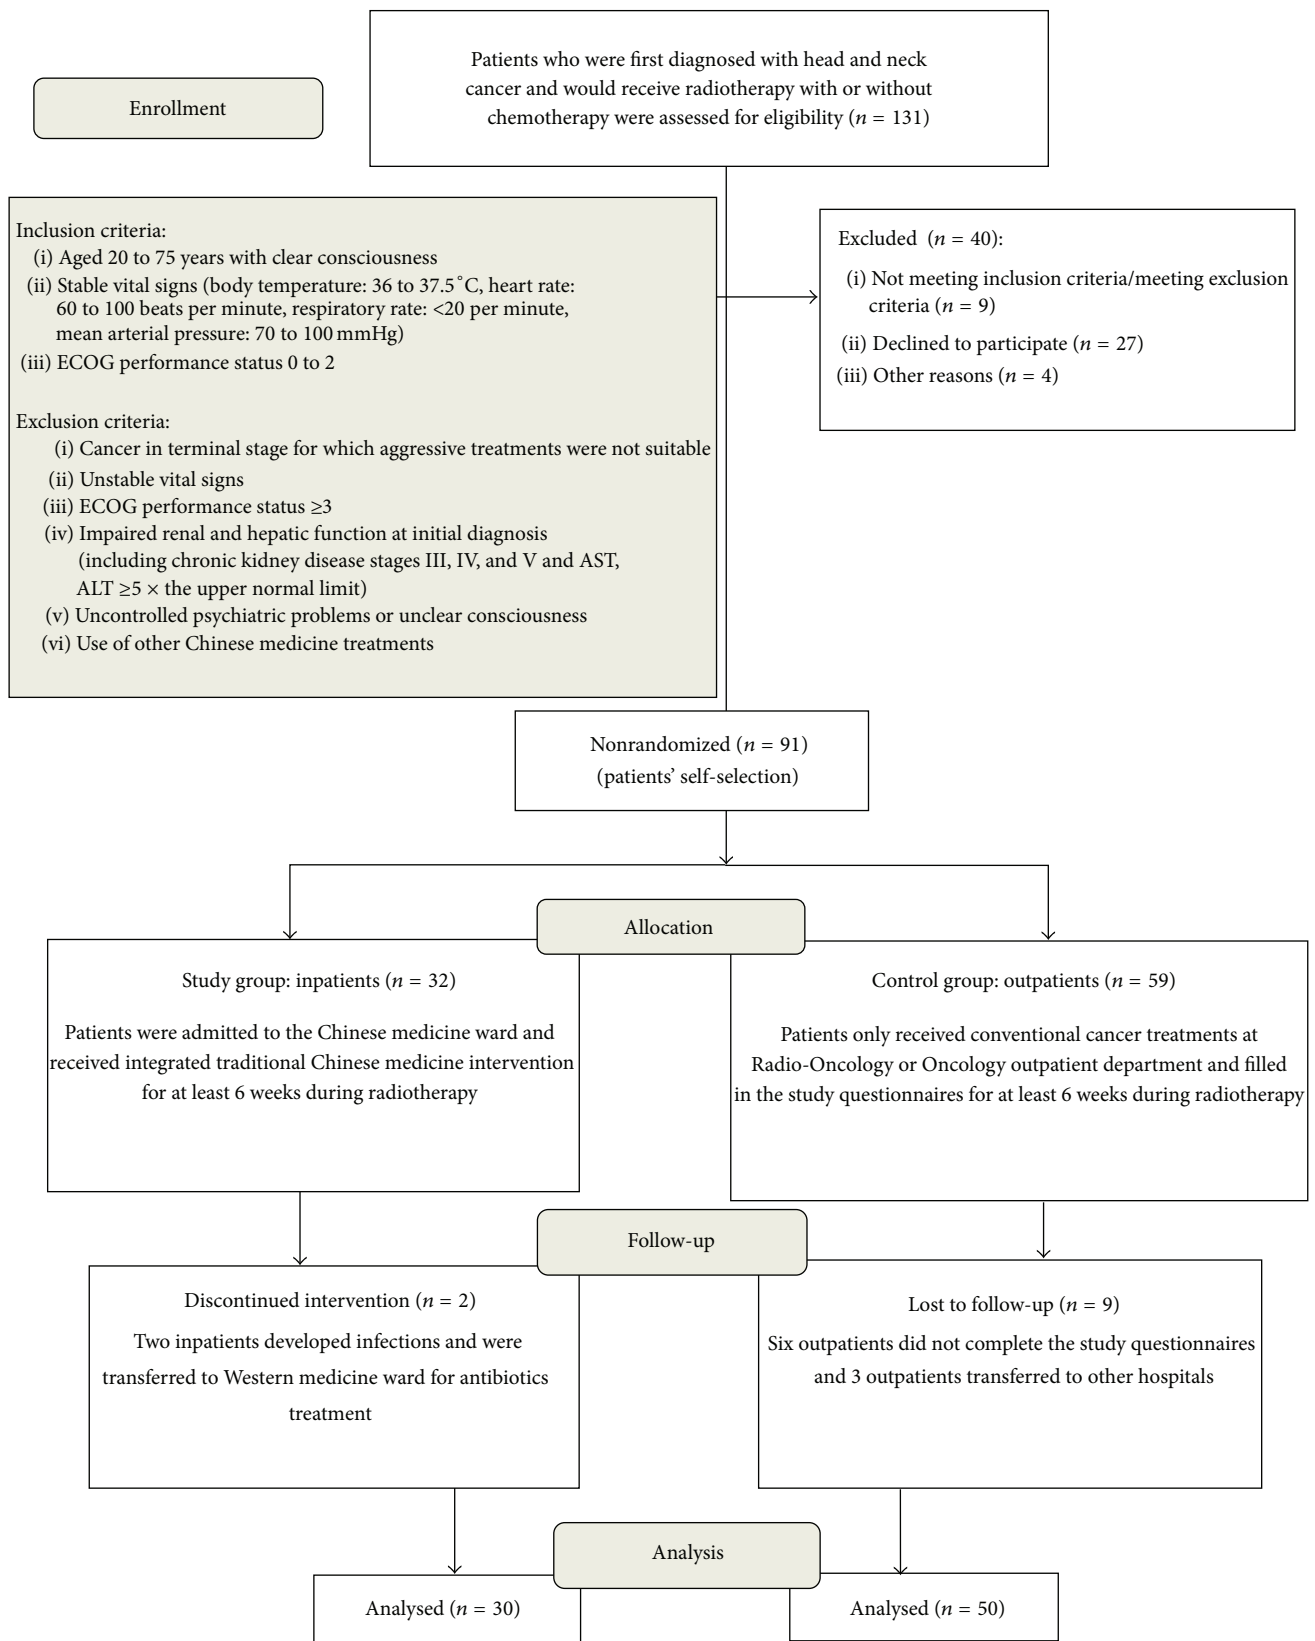 Patients who were first diagnosed with head and neck
cancer and would receive radiotherapy with or without
chemotherapy were assessed for eligibility (n = 131)
Enrollment
Inclusion criteria:
(i) Aged 20 to 75 years with clear consciousness
(ii) Stable vital signs (body temperature: 36 to 37.5°C, heart rate:
60 to 100 beats per minute, respiratory rate: <20 per minute,
mean arterial pressure: 70 to 100 mmHg)
(iii) ECOG performance status 0 to 2
Exclusion criteria:
(i) Cancer in terminal stage for which aggressive treatments were not suitable
(ii) Unstable vital signs
(iii) ECOG performance status ≥3
(iv) Impaired renal and hepatic function at initial diagnosis
(including chronic kidney disease stages III, IV, and V and AST,
ALT ≥5 × the upper normal limit)
(v) Uncontrolled psychiatric problems or unclear consciousness
(vi) Use of other Chinese medicine treatments
Excluded (n = 40):
(i) Not meeting inclusion criteria/meeting exclusion
criteria (n = 9)
(ii) Declined to participate (n = 27)
(iii) Other reasons (n = 4)
Nonrandomized (n = 91)
(patients' self-selection)
Allocation
Study group: inpatients (n = 32)
Patients were admitted to the Chinese medicine ward and
received integrated traditional Chinese medicine intervention
for at least 6 weeks during radiotherapy
Control group: outpatients (n = 59)
Patients only received conventional cancer treatments at
Radio-Oncology or Oncology outpatient department and filled
in the study questionnaires for at least 6 weeks during radiotherapy
Follow-up
Discontinued intervention (n = 2)
Two inpatients developed infections and were
transferred to Western medicine ward for antibiotics
treatment
Lost to follow-up (n = 9)
Six outpatients did not complete the study questionnaires
and 3 outpatients transferred to other hospitals
Analysis
Analysed (n = 30)
Analysed (n = 50)